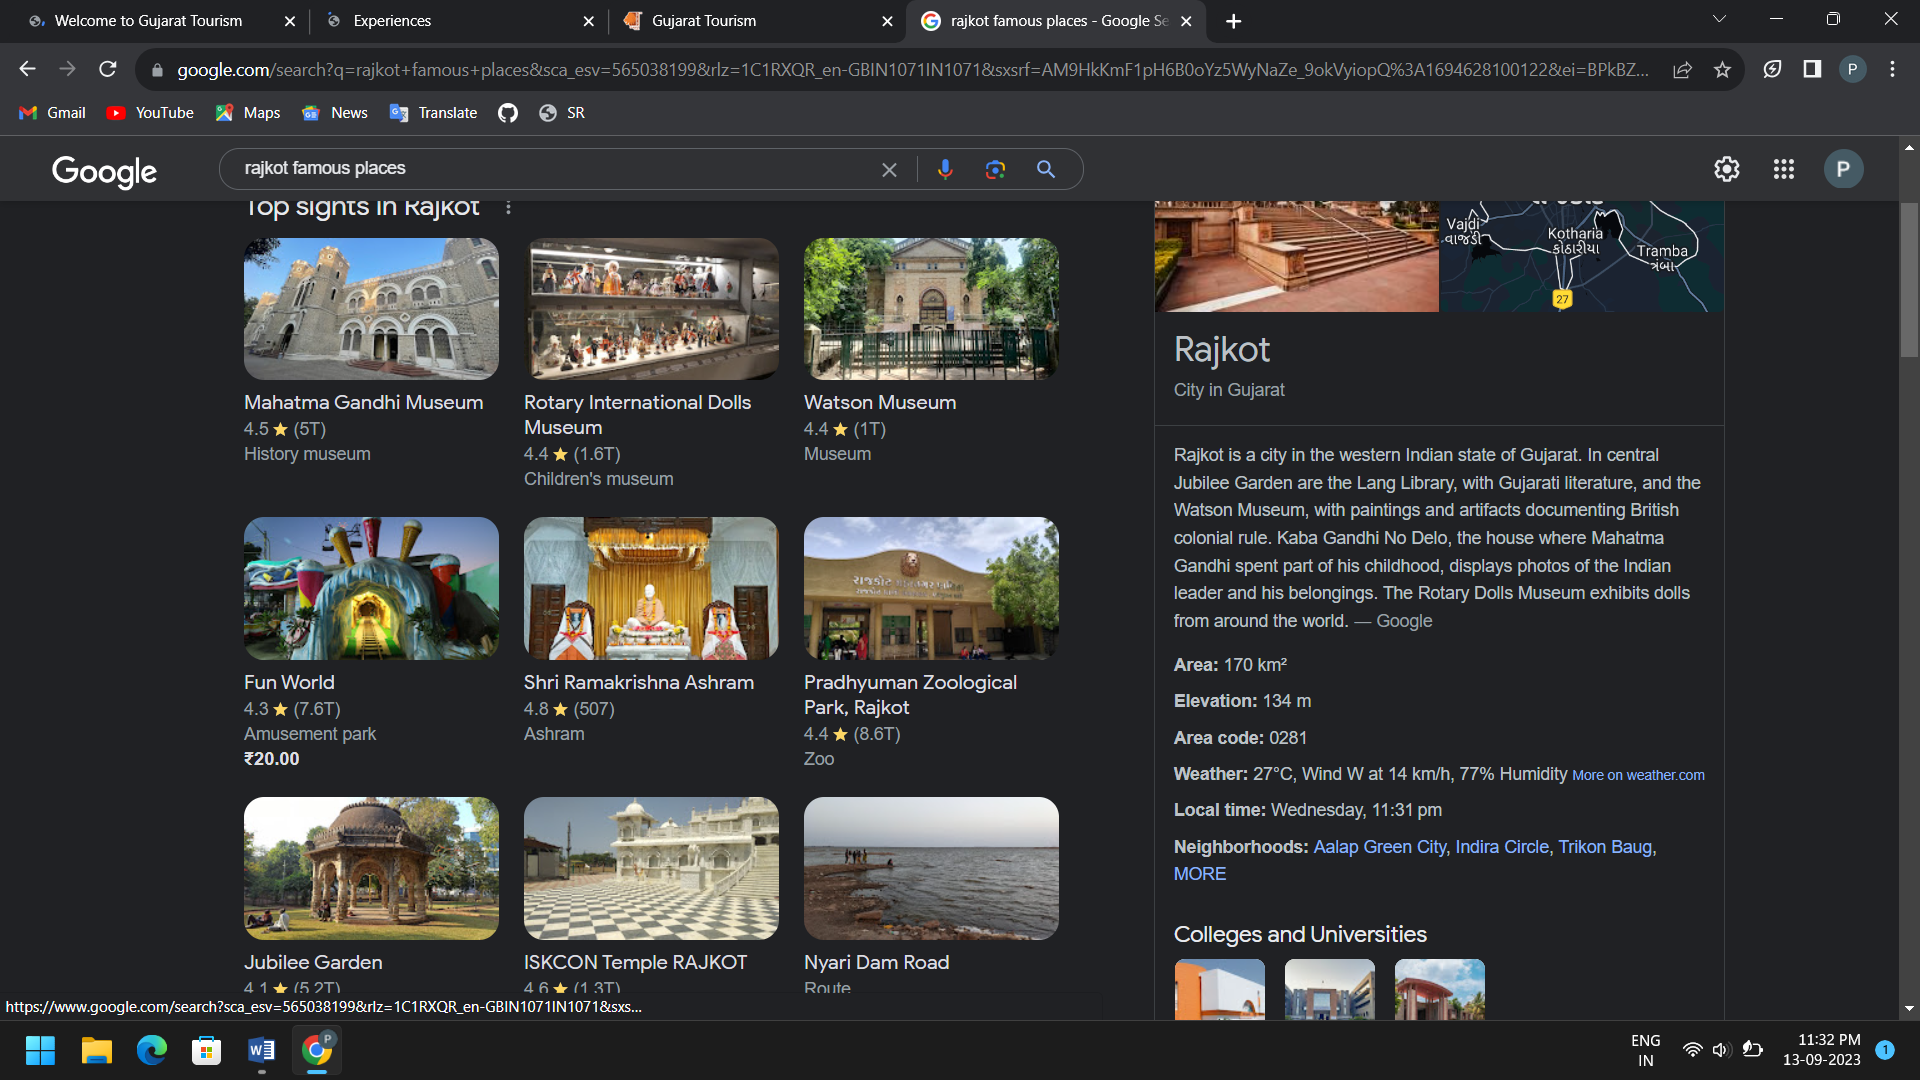 Welcome to Gujarat Tourism
Experiences
Gujarat Tourism
rajkot famous places - Google Se
google.com/search?q=rajkot+famous+places&sca_esv=565038199&rlz=1C1RXQR_en-GBIN1071IN1071&sxsrf=AM9HkKmF1pH6B0oYz5WyNaZe_9okVyiopQ%3A1694628100122&ei=BPkBZ...
P
Gmail
YouTube
Maps
News
Translate
SR
Google
rajkot famous places
P
Top sights in Rajkot
Mahatma Gandhi Museum
4.5 ★ (5T)
History museum
Rotary International Dolls
Museum
4.4 ★ (1.6T)
Children's museum
Watson Museum
4.4 ★ (1T)
Museum
Fun World
4.3 ★ (7.6T)
Amusement park
₹20.00
Shri Ramakrishna Ashram
4.8 ★ (507)
Ashram
Pradhyuman Zoological
Park, Rajkot
4.4 ★ (8.6T)
Zoo
Jubilee Garden
4.1 ★ (5.2T)
ISKCON Temple RAJKOT
4.6 ★ (1.3T)
Nyari Dam Road
Route
Vajdi
વાજડી
Kotharia
કોઠારીયા
Tramba
ત્રંબા
27
Rajkot
City in Gujarat
Rajkot is a city in the western Indian state of Gujarat. In central
Jubilee Garden are the Lang Library, with Gujarati literature, and the
Watson Museum, with paintings and artifacts documenting British
colonial rule. Kaba Gandhi No Delo, the house where Mahatma
Gandhi spent part of his childhood, displays photos of the Indian
leader and his belongings. The Rotary Dolls Museum exhibits dolls
from around the world. — Google
Area: 170 km²
Elevation: 134 m
Area code: 0281
Weather: 27°C, Wind W at 14 km/h, 77% Humidity More on weather.com
Local time: Wednesday, 11:31 pm
Neighborhoods: Aalap Green City, Indira Circle, Trikon Baug,
MORE
Colleges and Universities
https://www.google.com/search?sca_esv=565038199&rlz=1C1RXQR_en-GBIN1071IN1071&sxs...
P
ENG
IN
11:32 PM
13-09-2023
1